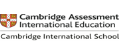 Cambridge Assessment
International Education
Cambridge International School